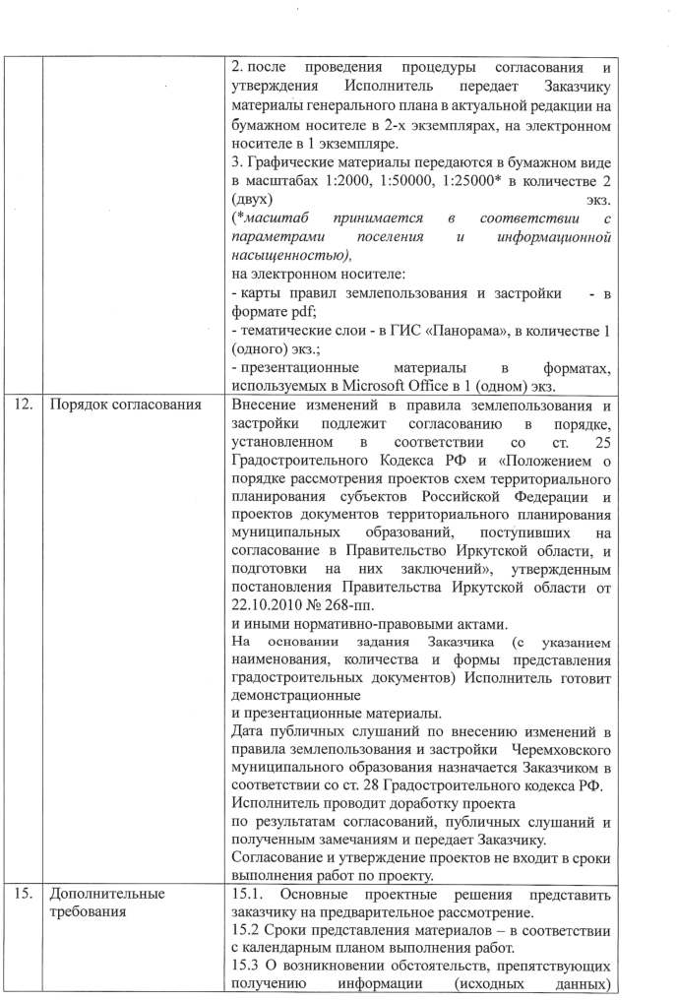 2. после проведения процедуры согласования и
утверждения Исполнитель передает Заказчику
материалы генерального плана в актуальной редакции на
бумажном носителе в 2-х экземплярах, на электронном
носителе в 1 экземпляре.
3. Графические материалы передаются в бумажном виде
в масштабах 1:2000, 1:50000, 1:25000* в количестве 2
(двух) экз.
(*масштаб принимается в соответствии с
параметрами поселения и информационной
насыщенностью),
на электронном носителе:
- карты правил землепользования и застройки - в
формате pdf;
- тематические слои - в ГИС «Панорама», в количестве 1
(одного) экз.;
- презентационные материалы в форматах,
используемых в Microsoft Office в 1 (одном) экз.
12. Порядок согласования Внесение изменений в правила землепользования и
застройки подлежит согласованию в порядке,
установленном в соответствии со ст. 25
Градостроительного Кодекса РФ и «Положением о
порядке рассмотрения проектов схем территориального
планирования субъектов Российской Федерации и
проектов документов территориального планирования
муниципальных образований, поступивших на
согласование в Правительство Иркутской области, и
подготовки на них заключений», утвержденным
постановления Правительства Иркутской области от
22.10.2010 № 268-пп.
и иными нормативно-правовыми актами.
На основании задания Заказчика (с указанием
наименования, количества и формы представления
градостроительных документов) Исполнитель готовит
демонстрационные
и презентационные материалы.
Дата публичных слушаний по внесению изменений в
правила землепользования и застройки Черемховского
муниципального образования назначается Заказчиком в
соответствии со ст. 28 Градостроительного кодекса РФ.
Исполнитель проводит доработку проекта
по результатам согласований, публичных слушаний и
полученным замечаниям и передает Заказчику.
Согласование и утверждение проектов не входит в сроки
выполнения работ по проекту.
15. Дополнительные 15.1. Основные проектные решения представить
требования заказчику на предварительное рассмотрение.
15.2 Сроки представления материалов – в соответствии
с календарным планом выполнения работ.
15.3 О возникновении обстоятельств, препятствующих
получению информации (исходных данных)